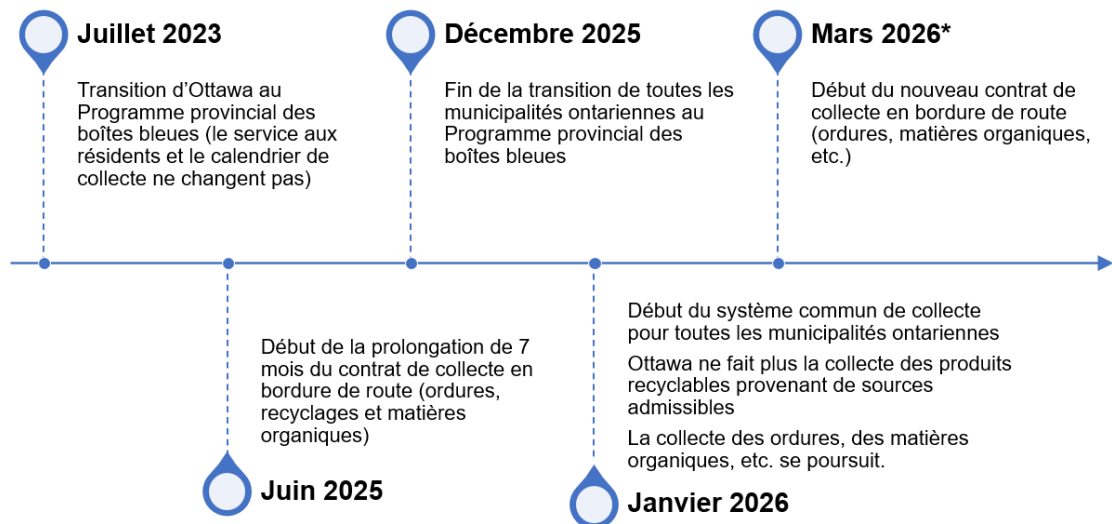 Juillet 2023
Transition d’Ottawa au
Programme provincial des
boîtes bleues (le service aux
résidents et le calendrier de
collecte ne changent pas)
Décembre 2025
Fin de la transition de toutes les
municipalités ontariennes au
Programme provincial des
boîtes bleues
Mars 2026*
Début du nouveau contrat de
collecte en bordure de route
(ordures, matières organiques,
etc.)
Début de la prolongation de 7
mois du contrat de collecte en
bordure de route (ordures,
recyclages et matières
organiques)
Juin 2025
Début du système commun de collecte
pour toutes les municipalités ontariennes
Ottawa ne fait plus la collecte des produits
recyclables provenant de sources
admissibles
La collecte des ordures, des matières
organiques, etc. se poursuit.
Janvier 2026